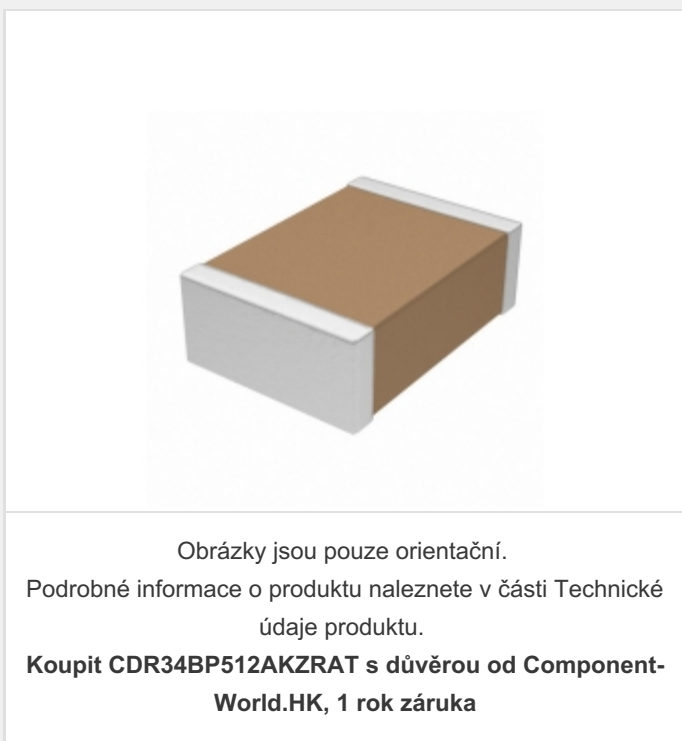 Obrázky jsou pouze orientační.
Podrobné informace o produktu naleznete v části Technické
údaje produktu.
Koupit CDR34BP512AKZRAT s důvěrou od Component-
World.HK, 1 rok záruka